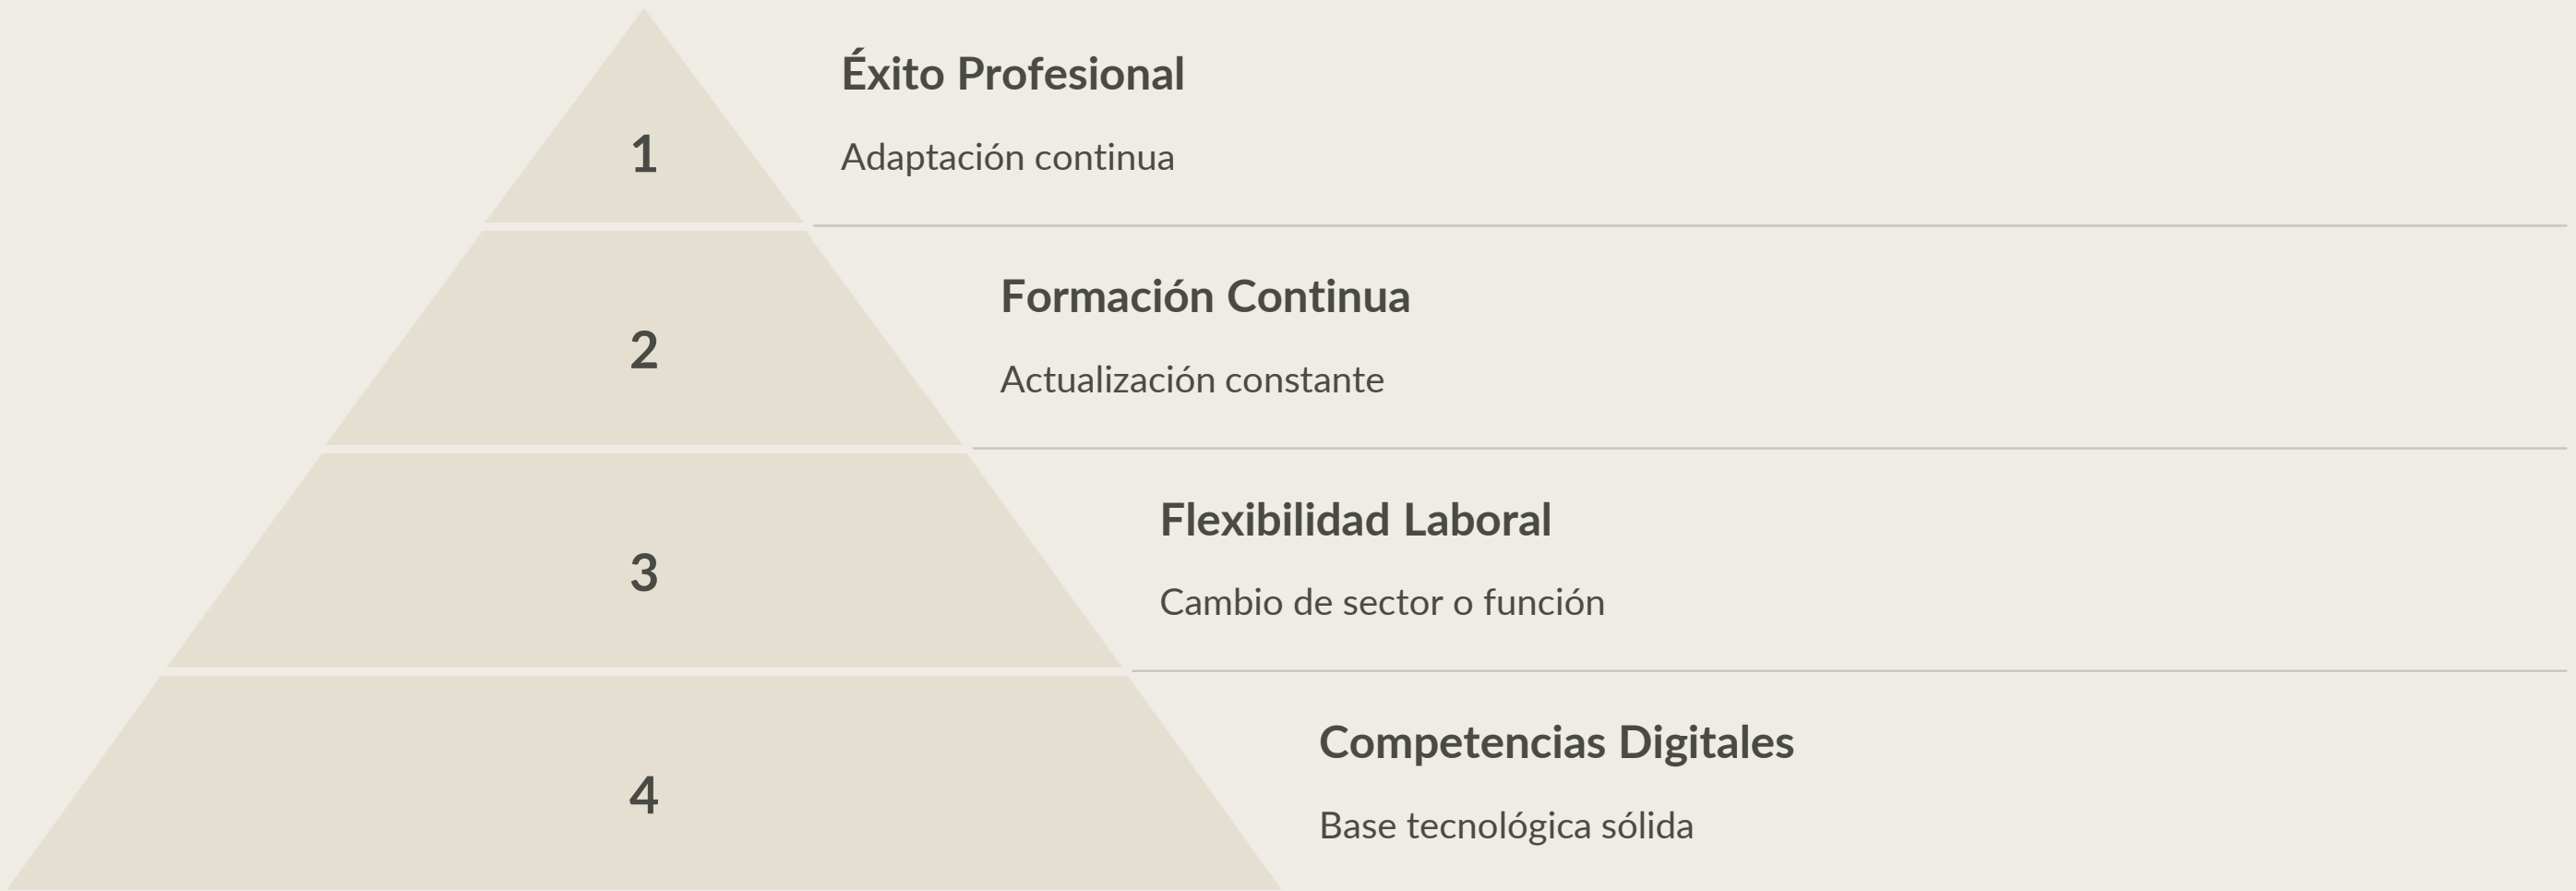 Éxito Profesional
1
Adaptación continua
Formación Continua
2
Actualización constante
Flexibilidad Laboral
3
Cambio de sector o función
Competencias Digitales
4
Base tecnológica sólida